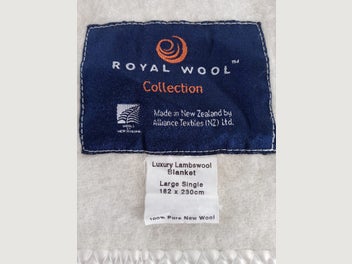 ROYAL WOOL™
Collection
Made in New Zealand by
Alliance Textiles (NZ) Ltd.
Luxury Lambswool
Blanket
Large Single
182 x 230cm
100% Pure New Wool